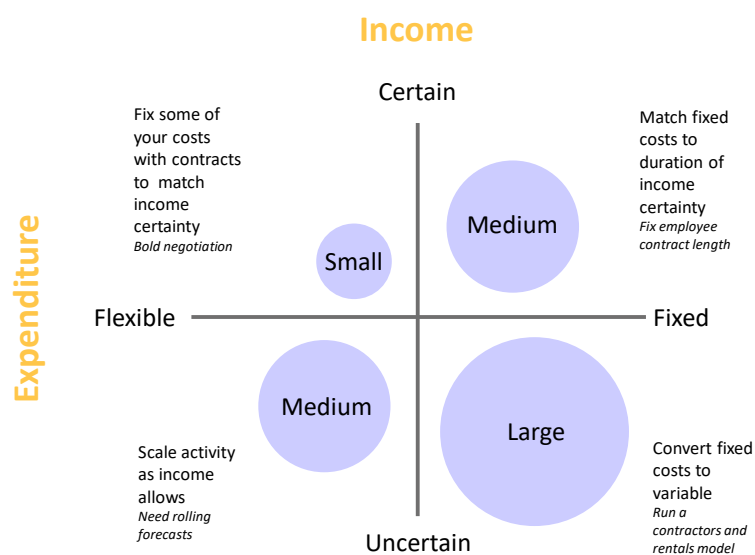 Income
Certain
Fix some of
your costs
with contracts
to match
income
certainty
Bold negotiation
Match fixed
costs to
duration of
income
certainty
Fix employee
contract length
Medium
Small
Expenditure
Flexible
Fixed
Medium
Large
Scale activity
as income
allows
Need rolling
forecasts
Convert fixed
costs to
variable
Run a
contractors and
rentals model
Uncertain